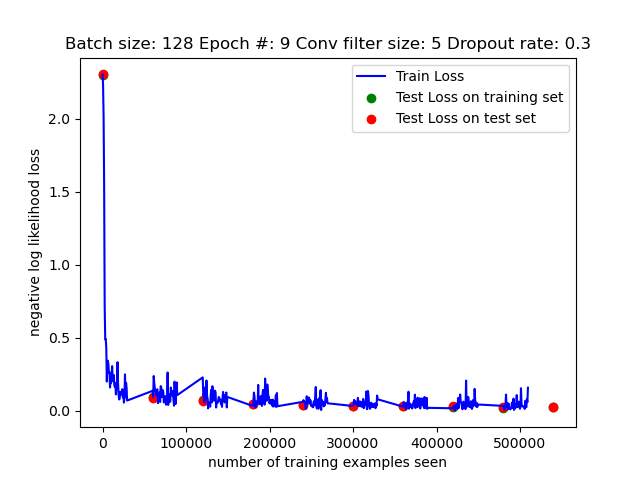 Batch size: 128 Epoch #: 9 Conv filter size: 5 Dropout rate: 0.3
Train Loss
Test Loss on training set
Test Loss on test set
negative log likelihood loss
2.0
1.5
1.0
0.5
0.0
0 100000 200000 300000 400000 500000
number of training examples seen